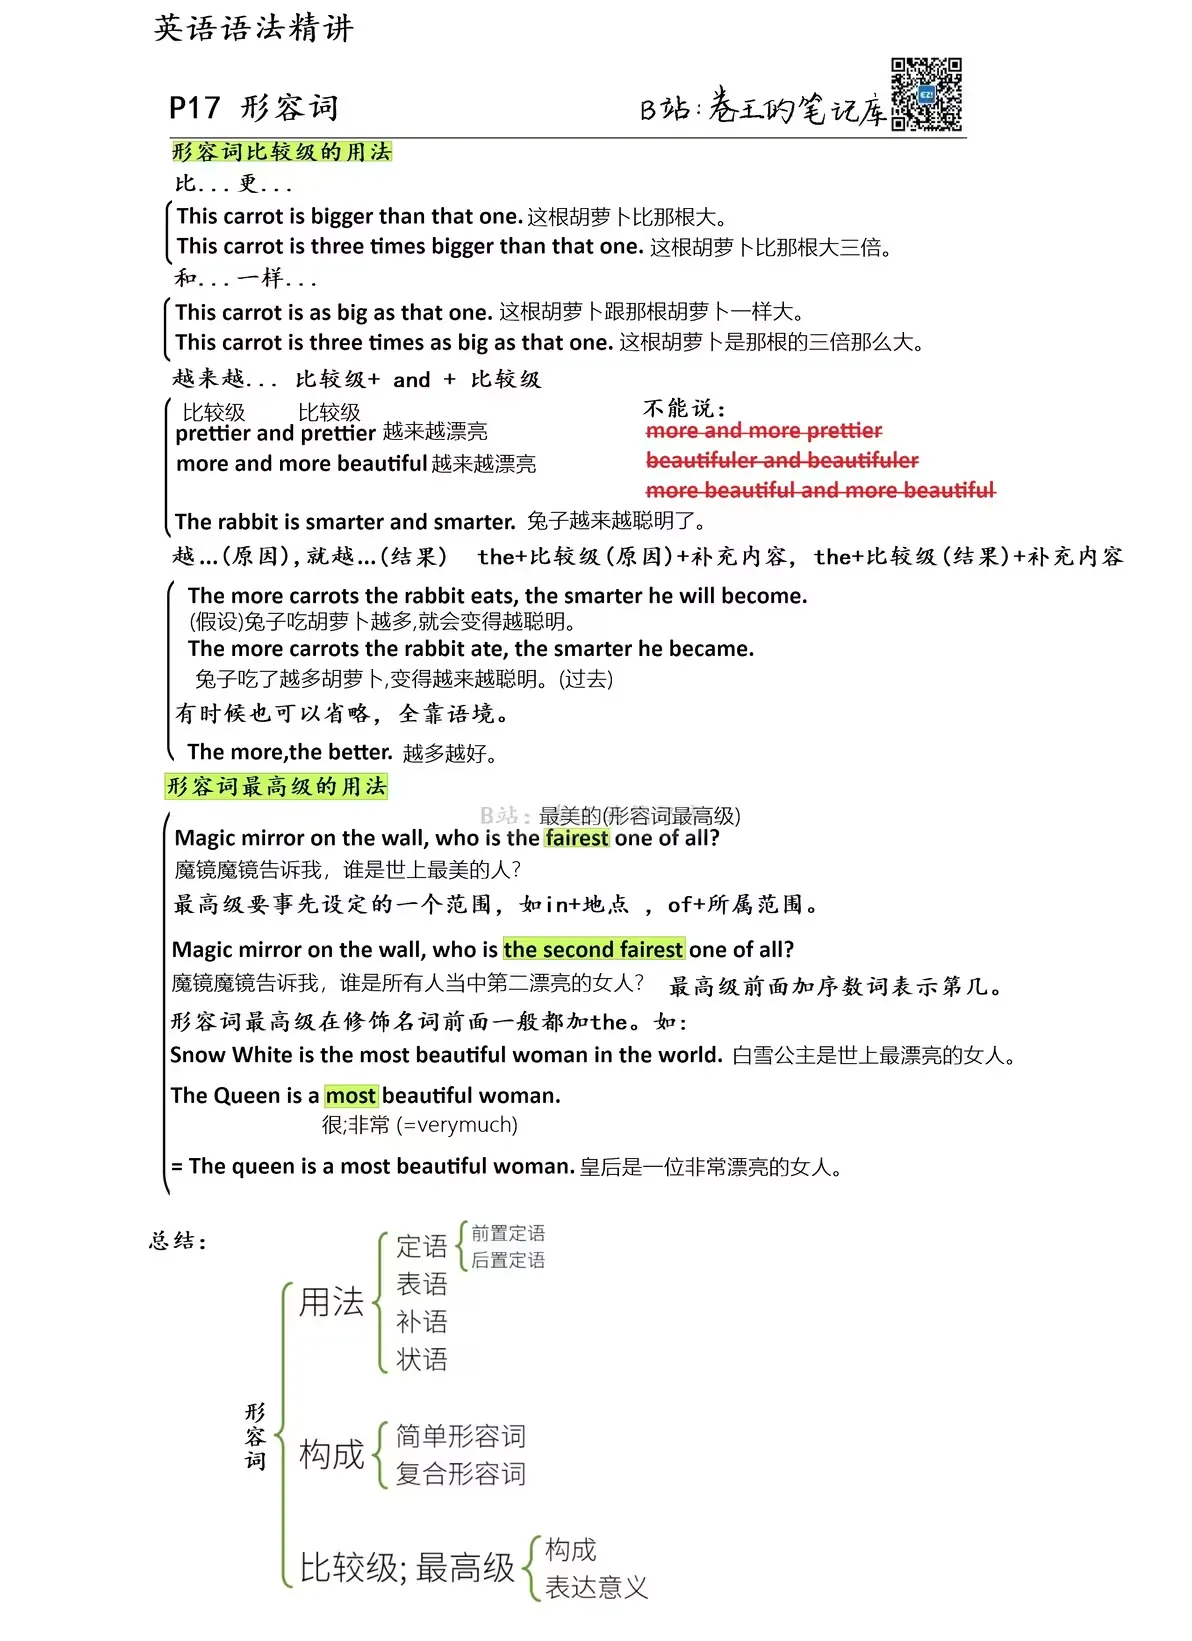 英语语法精讲
P17 形容词
B站:卷王的笔记库
EZ!
形容词比较级的用法
比...更...
This carrot is bigger than that one. 这根胡萝卜比那根大。
This carrot is three times bigger than that one. 这根胡萝卜比那根大三倍。
和...一样...
This carrot is as big as that one. 这根胡萝卜跟那根胡萝卜一样大。
This carrot is three times as big as that one. 这根胡萝卜是那根的三倍那么大。
越来越... 比较级+ and + 比较级
比较级 比较级
prettier and prettier 越来越漂亮
more and more beautiful 越来越漂亮
不能说:
more and more prettier
beautifuler and beautifuler
more beautiful and more beautiful
The rabbit is smarter and smarter. 兔子越来越聪明了。
越...(原因),就越...(结果) the+比较级(原因)+补充内容, the+比较级(结果)+补充内容
The more carrots the rabbit eats, the smarter he will become.
(假设)兔子吃胡萝卜越多,就会变得越聪明。
The more carrots the rabbit ate, the smarter he became.
兔子吃了越多胡萝卜,变得越来越聪明。(过去)
有时候也可以省略,全靠语境。
The more,the better. 越多越好。
形容词最高级的用法
B站:
最美的(形容词最高级)
Magic mirror on the wall, who is the fairest one of all?
魔镜魔镜告诉我,谁是世上最美的人?
最高级要事先设定的一个范围,如in+地点 ,of+所属范围。
Magic mirror on the wall, who is the second fairest one of all?
魔镜魔镜告诉我,谁是所有人当中第二漂亮的女人? 最高级前面加序数词表示第几。
形容词最高级在修饰名词前面一般都加the。如:
Snow White is the most beautiful woman in the world. 白雪公主是世上最漂亮的女人。
The Queen is a most beautiful woman.
很;非常 (=verymuch)
= The queen is a most beautiful woman. 皇后是一位非常漂亮的女人。
总结:
形容词
用法
定语
前置定语
后置定语
表语
补语
状语
构成
简单形容词
复合形容词
比较级; 最高级
构成
表达意义